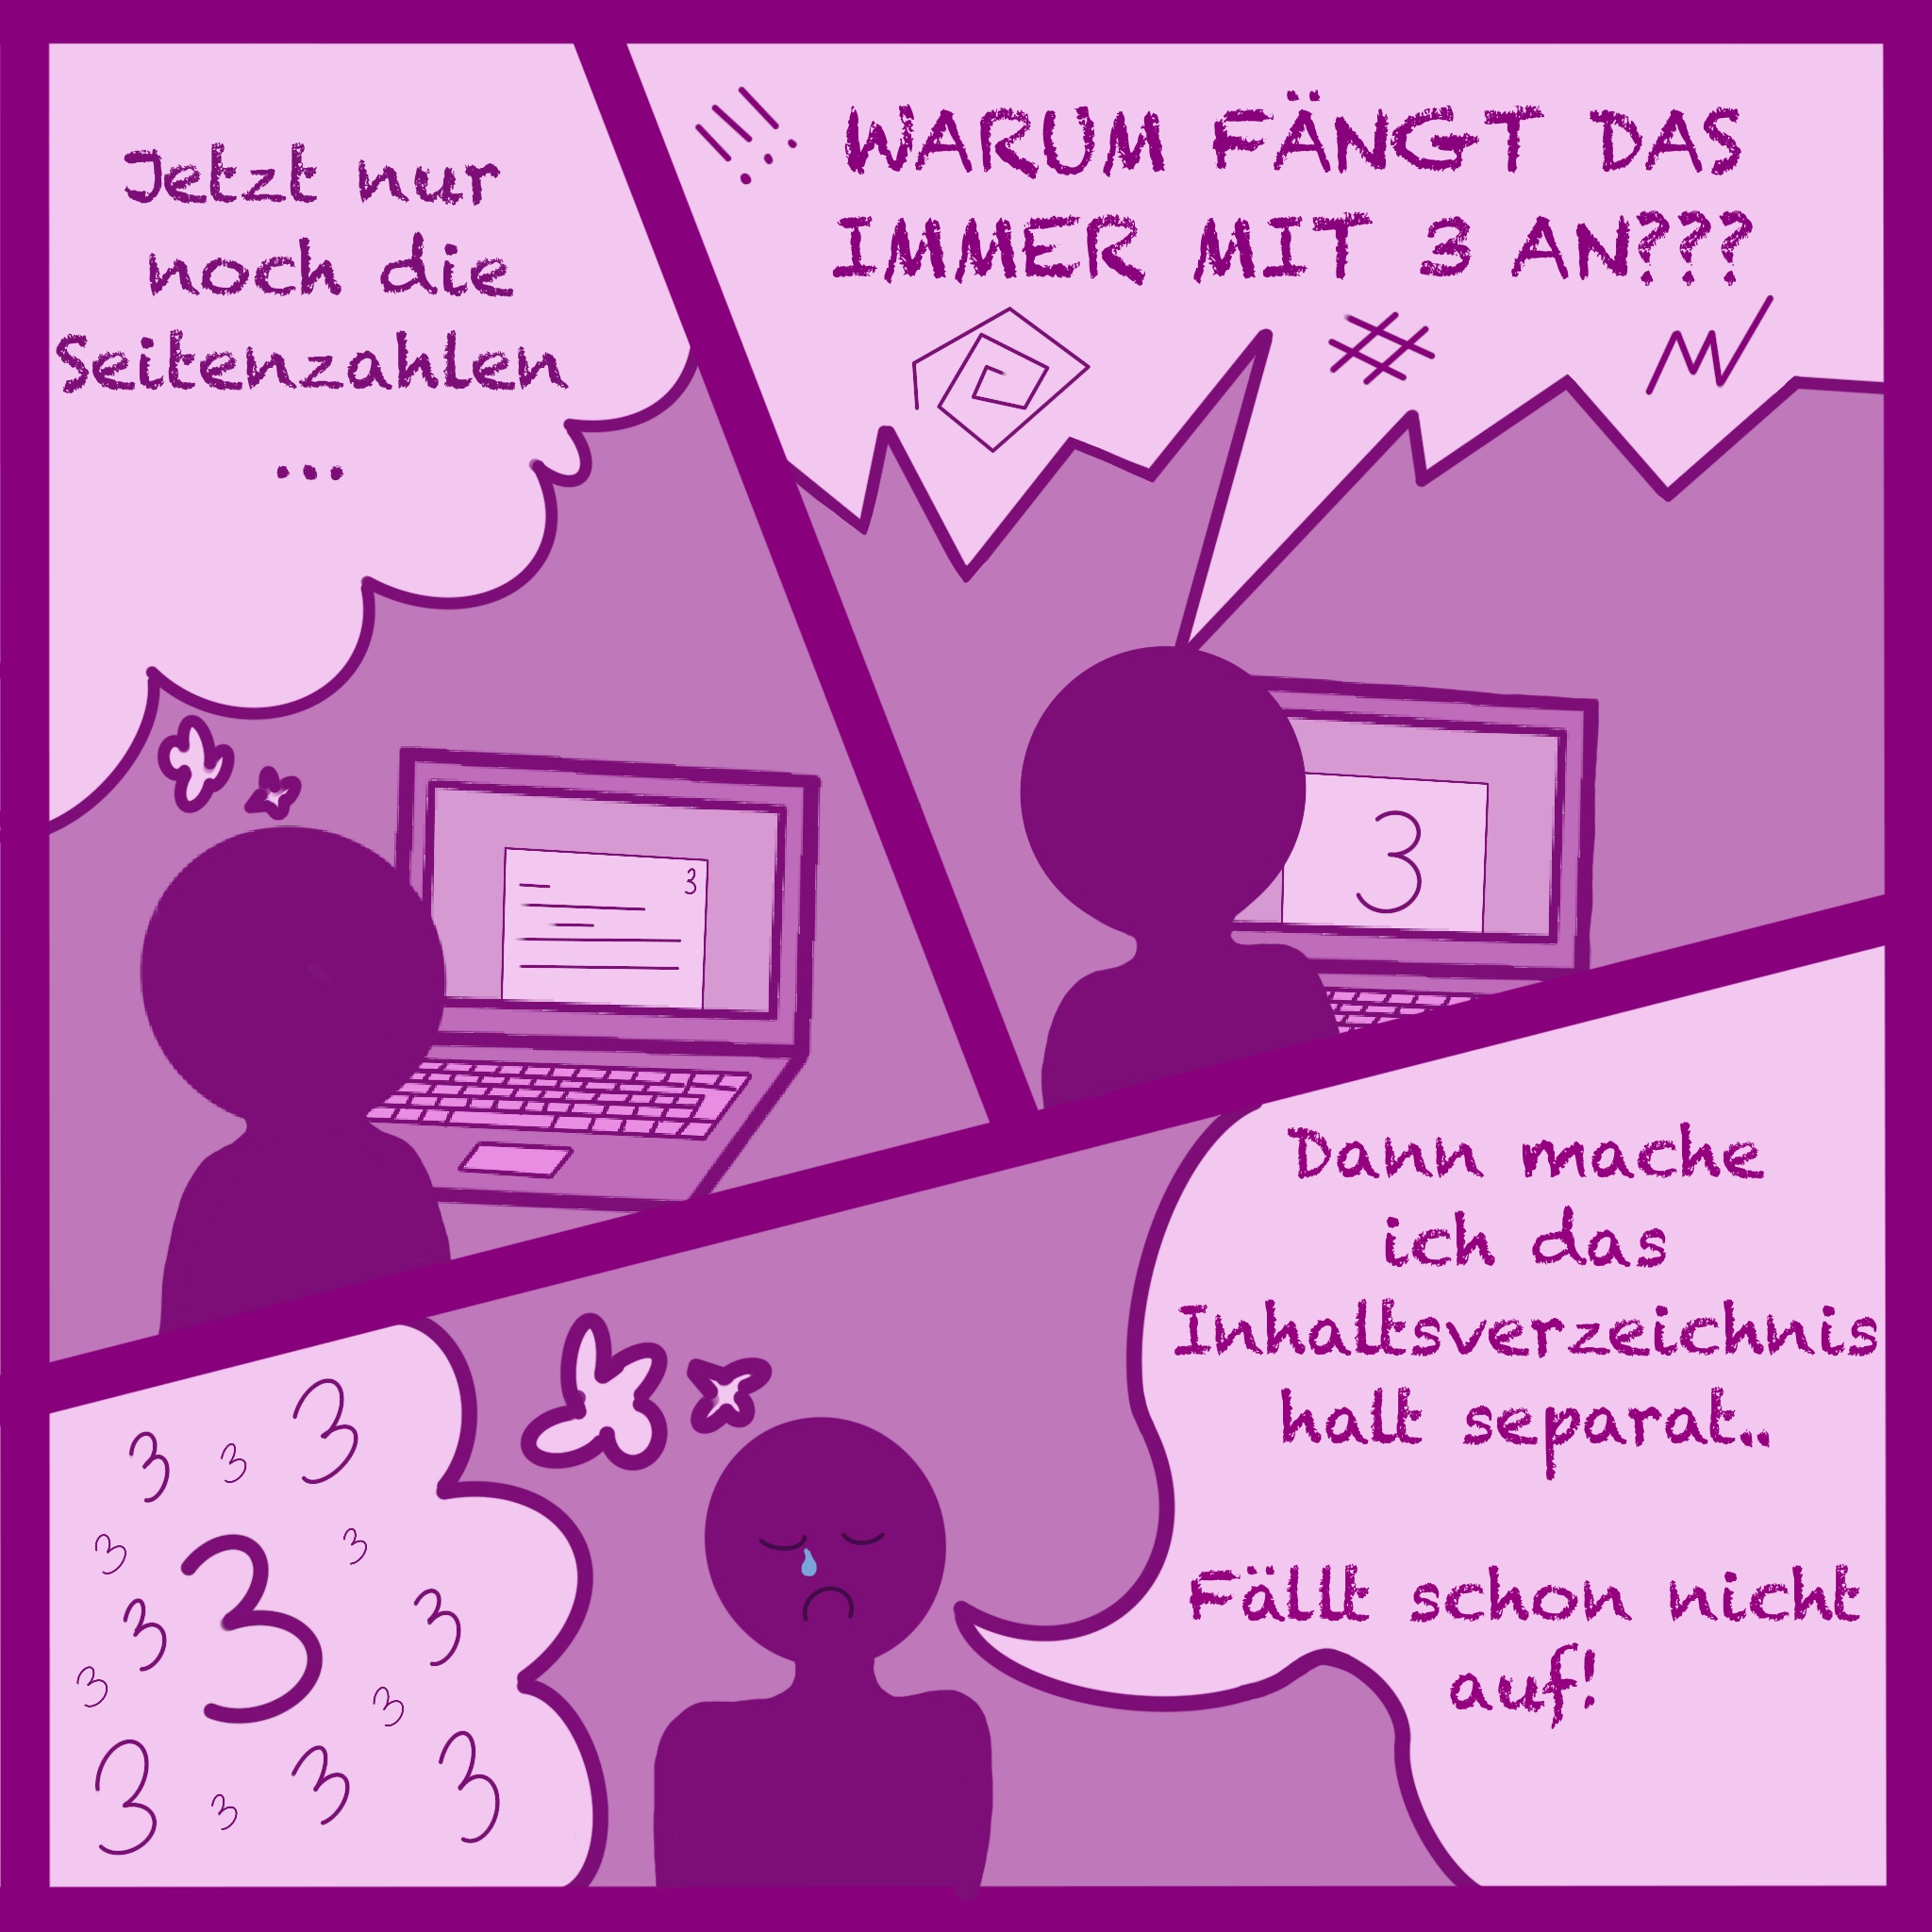 Jetzt nur
noch die
Seitenzahlen
...
!!!
WARUM FÄNGT DAS
IMMER MIT 3 AN???
#
3
3
Dann mache
ich das
Inhaltsverzeichnis
halt separat..
Fällt schon nicht
auf!
3 3 3
3 3
3 3 3
3 3
3 3 3 3